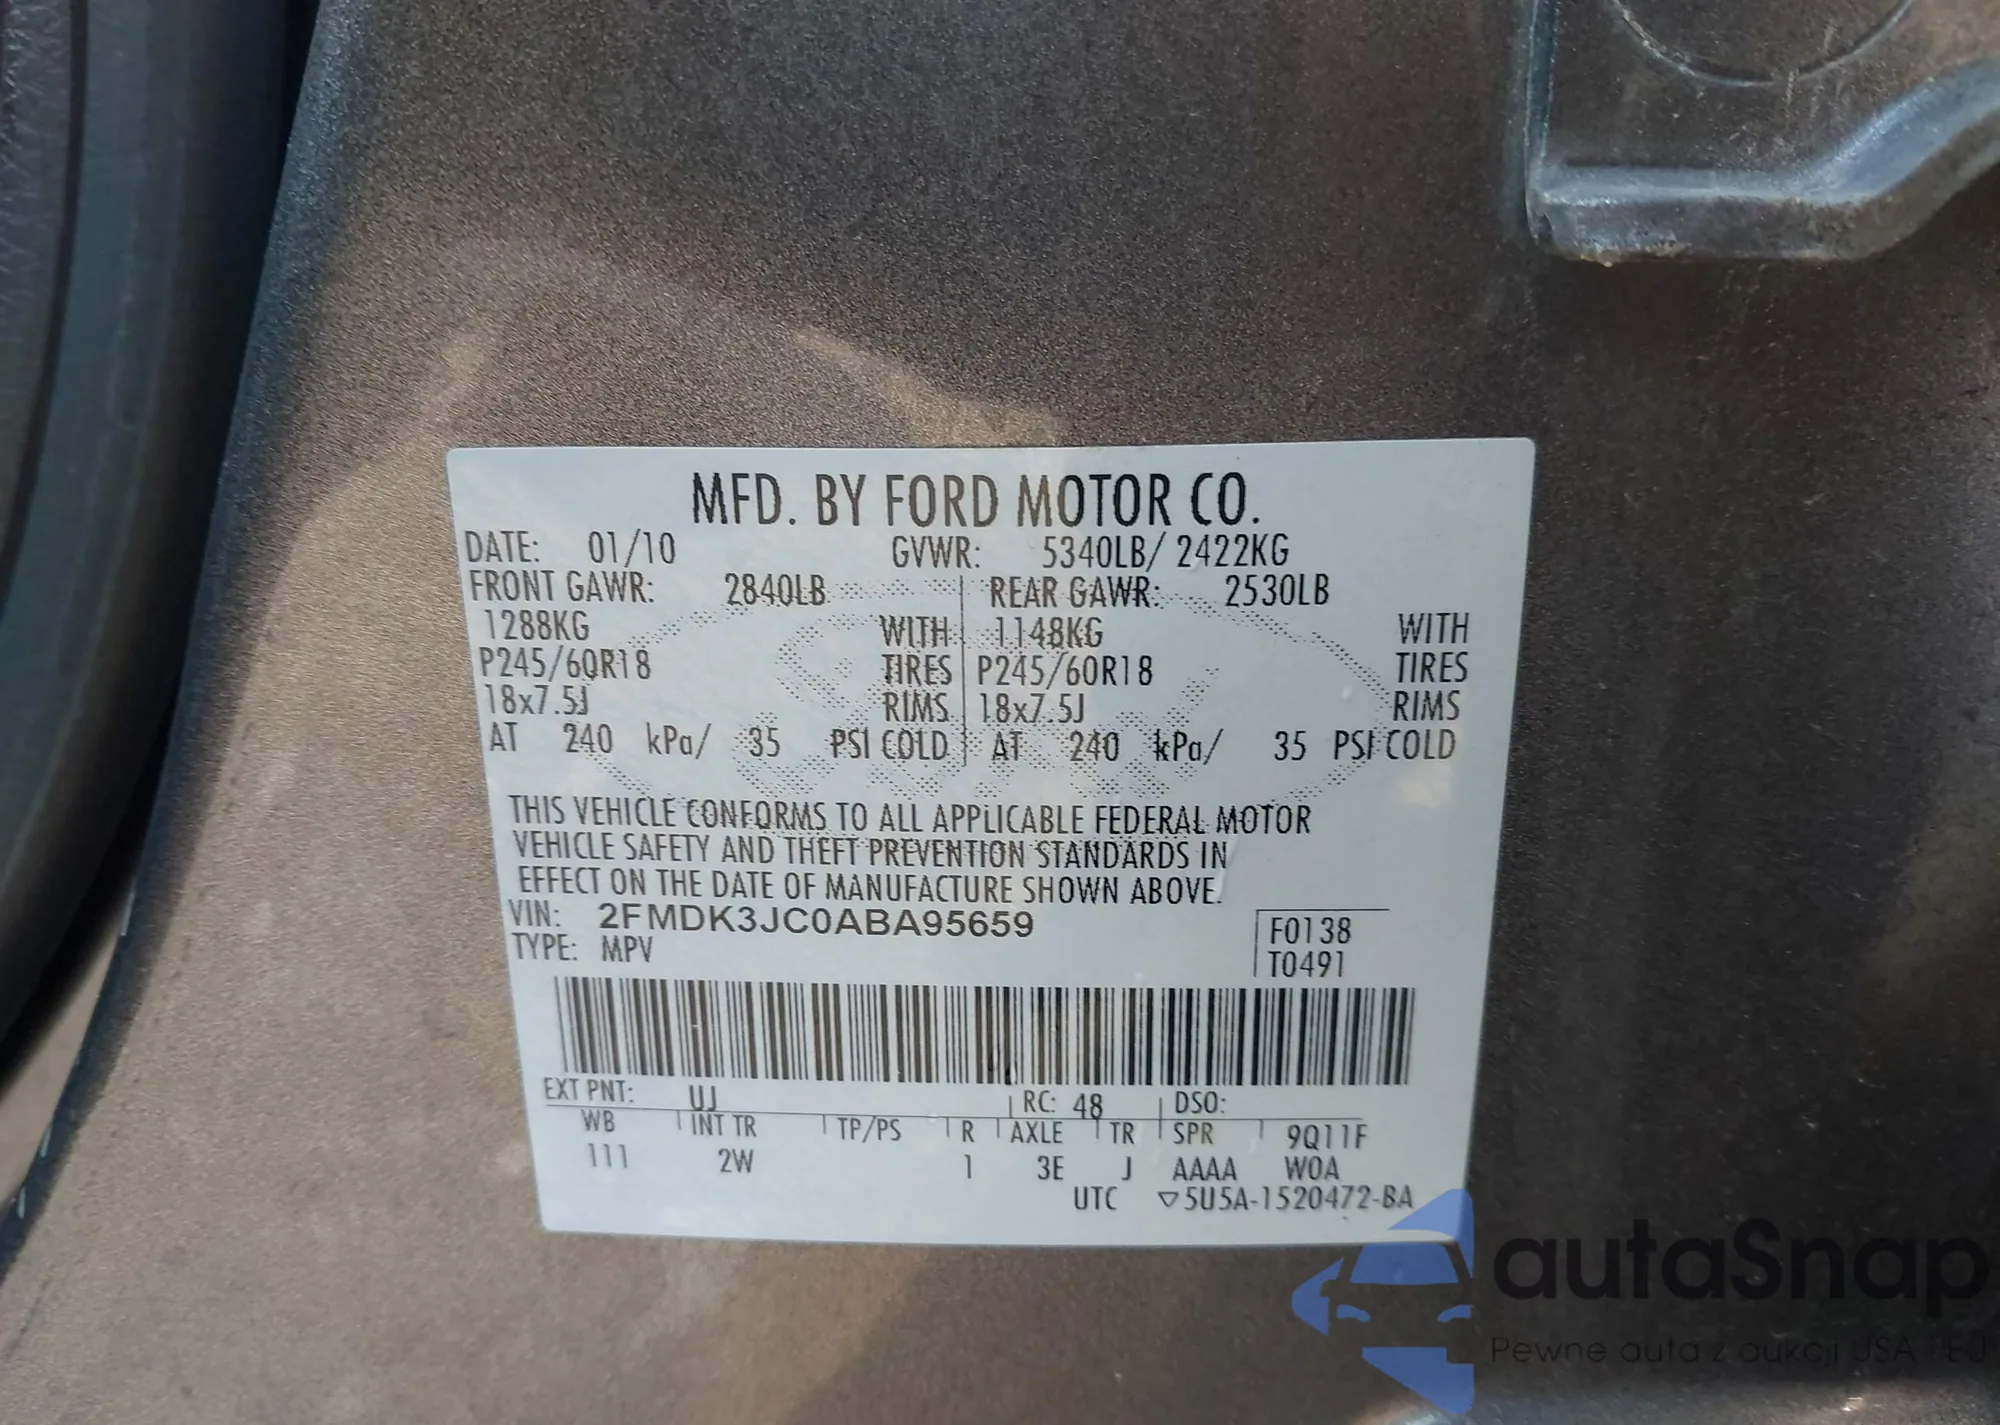 MFD. BY FORD MOTOR CO.
DATE: 01/10 GVWR: 5340LB/ 2422KG
FRONT GAWR: 2840LB REAR GAWR: 2530LB
1288KG WITH 1148KG WITH
P245/60R18 TIRES P245/60R18 TIRES
18x7.5J RIMS 18x7.5J RIMS
AT 240 kPa/ 35 PSI COLD AT 240 kPa/ 35 PSI COLD
THIS VEHICLE CONFORMS TO ALL APPLICABLE FEDERAL MOTOR
VEHICLE SAFETY AND THEFT PREVENTION STANDARDS IN
EFFECT ON THE DATE OF MANUFACTURE SHOWN ABOVE.
VIN: 2FMDK3JC0ABA95659 F0138
TYPE: MPV T0491
EXT PNT: UJ RC: 48 DSO:
WB INT TR TP/PS R AXLE TR SPR 9Q11F
111 2W 1 3E J AAAA W0A
UTC ▽5U5A-1520472-BA
autaSnap
Pewne auta z aukcji USA i EU